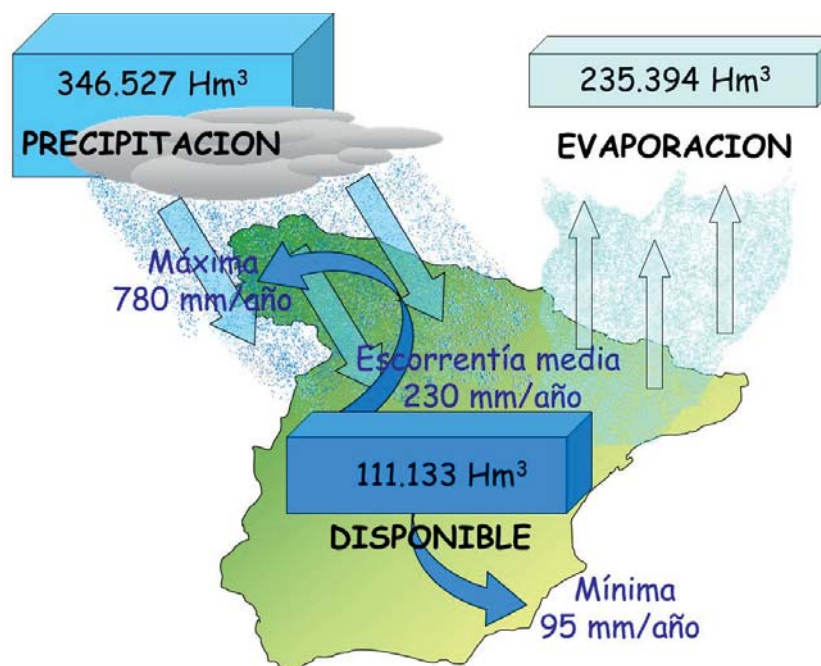 346.527 Hm³
PRECIPITACION
235.394 Hm³
EVAPORACION
Máxima
780 mm/año
Escorrentía media
230 mm/año
111.133 Hm³
DISPONIBLE
Mínima
95 mm/año